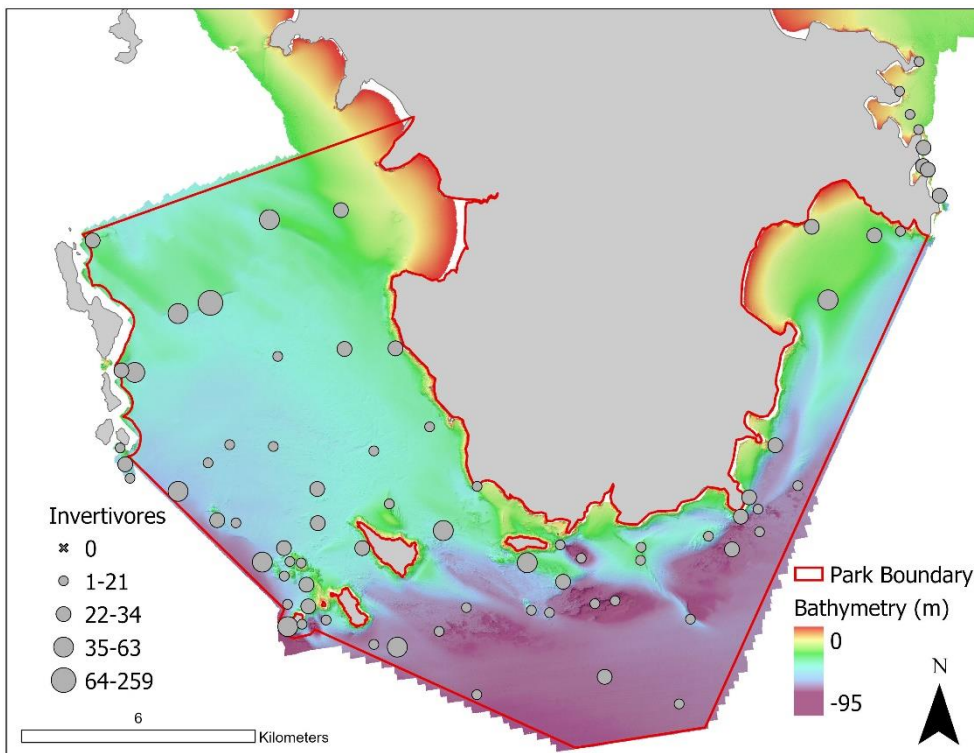 Invertivores
0
1-21
22-34
35-63
64-259
6
Kilometers
Park Boundary
Bathymetry (m)
0
-95
N